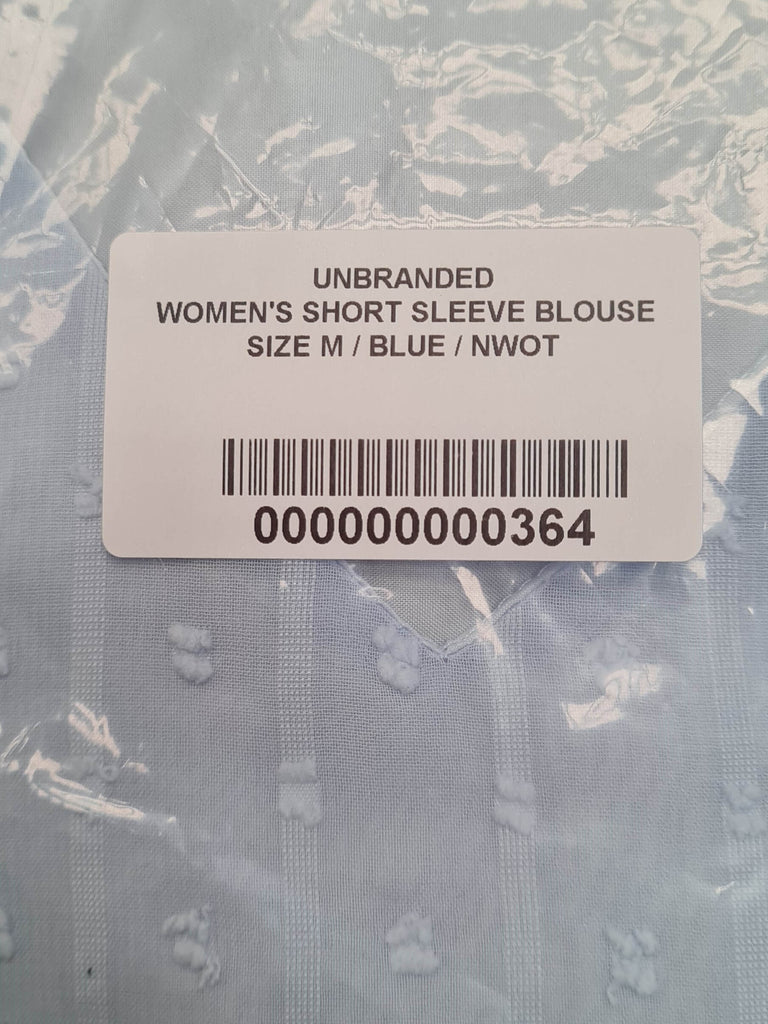 UNBRANDED
WOMEN'S SHORT SLEEVE BLOUSE
SIZE M / BLUE / NWOT
000000000364